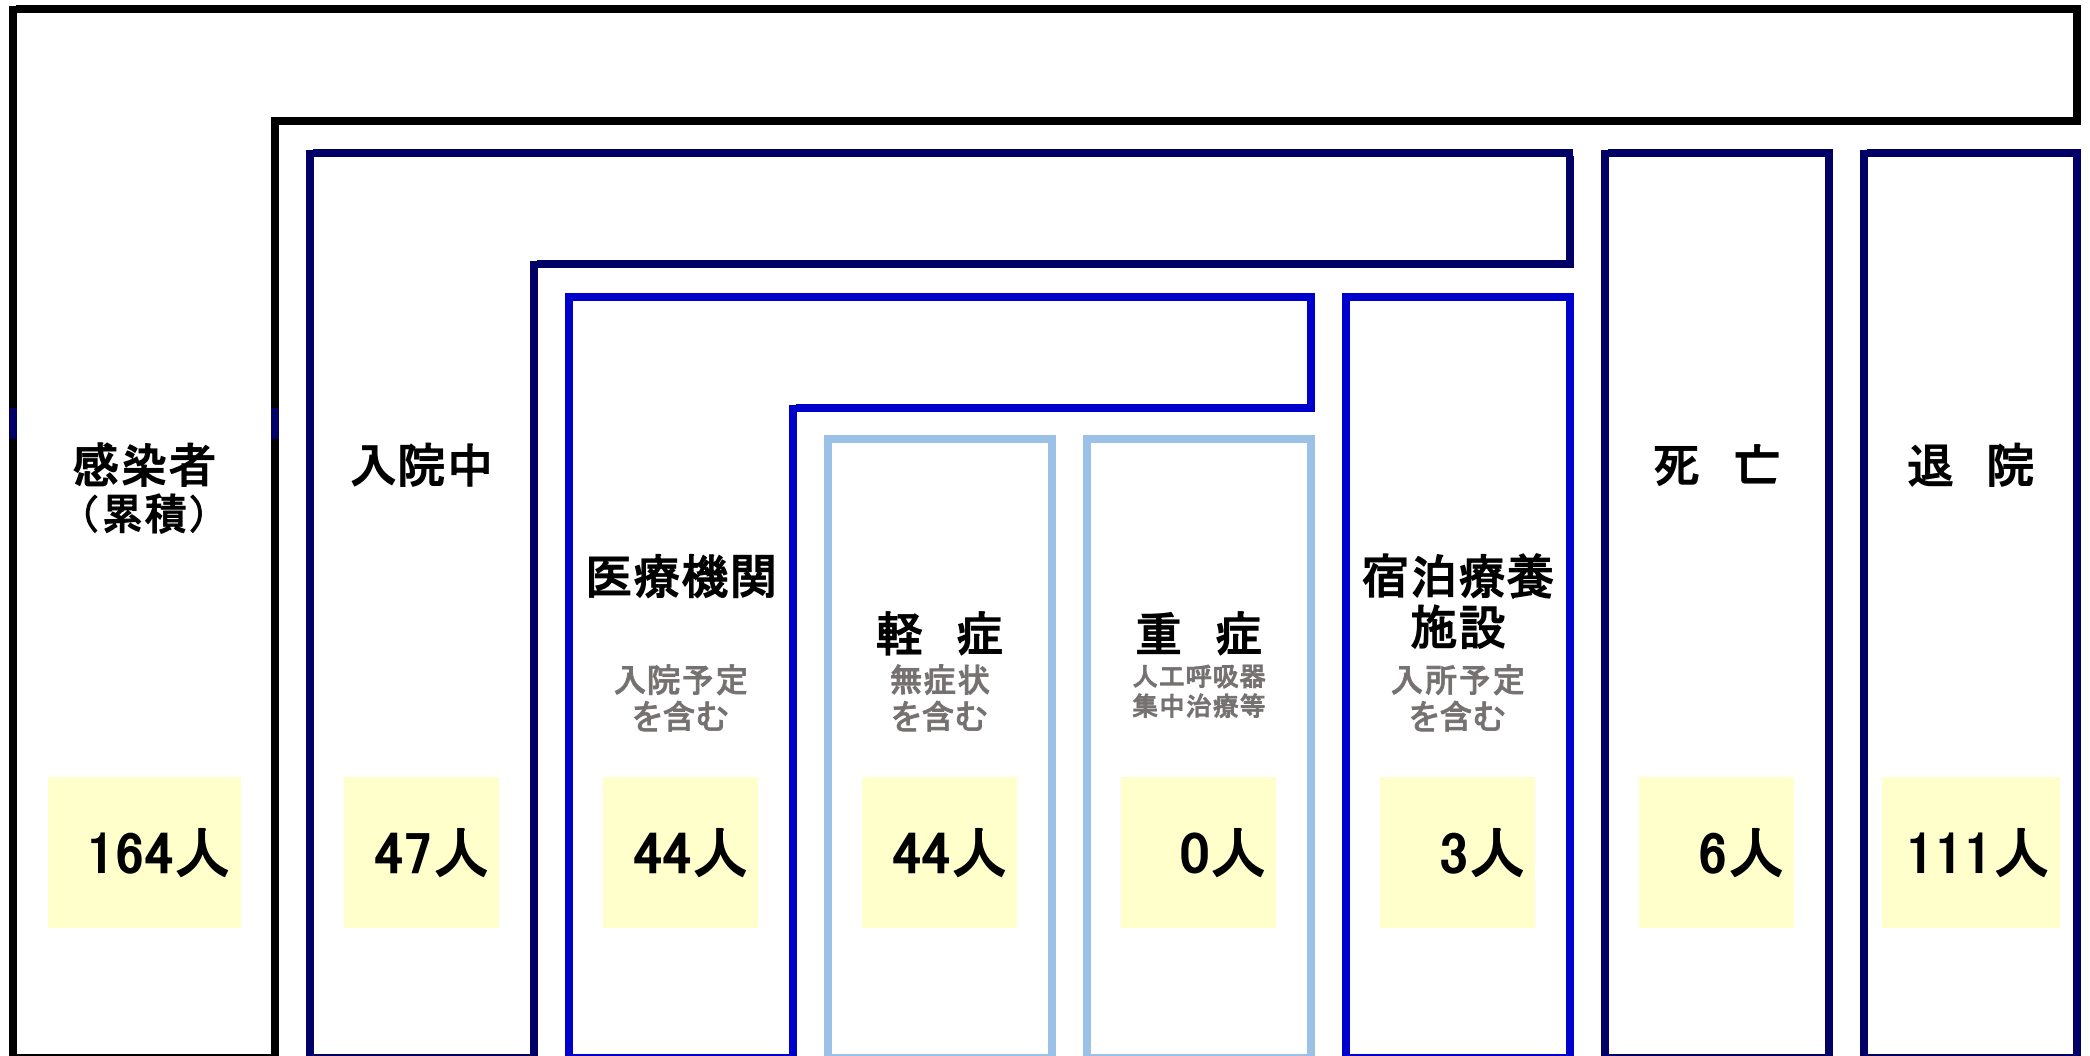 感染者
（累積）
164人
入院中
47人
医療機関
入院予定
を含む
44人
軽 症
無症状
を含む
44人
重 症
人工呼吸器
集中治療等
0人
宿泊療養
施設
入所予定
を含む
3人
死 亡
6人
退 院
111人